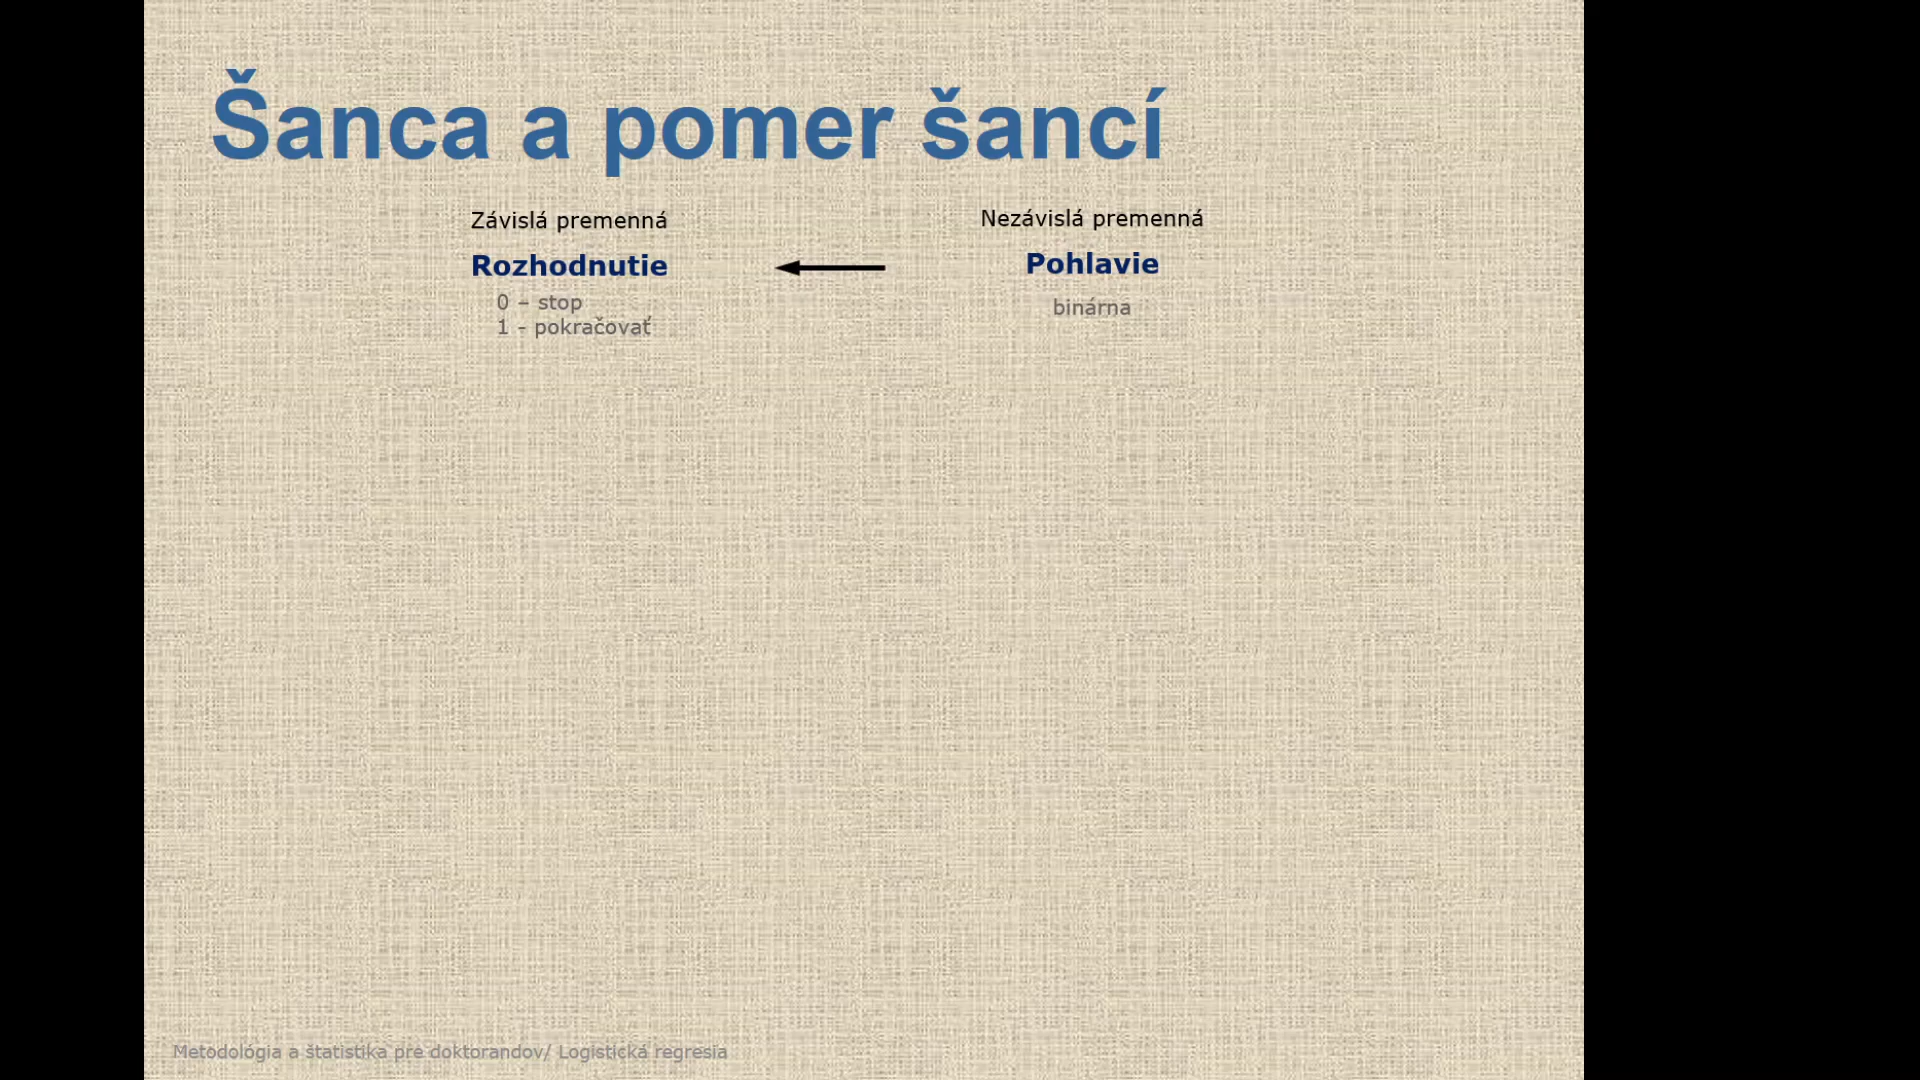 Šanca a pomer šancí
Závislá premenná
Rozhodnutie
0 – stop
1 - pokračovať
Nezávislá premenná
Pohlavie
binárna
Metodológia a štatistika pre doktorandov/ Logistická regresia